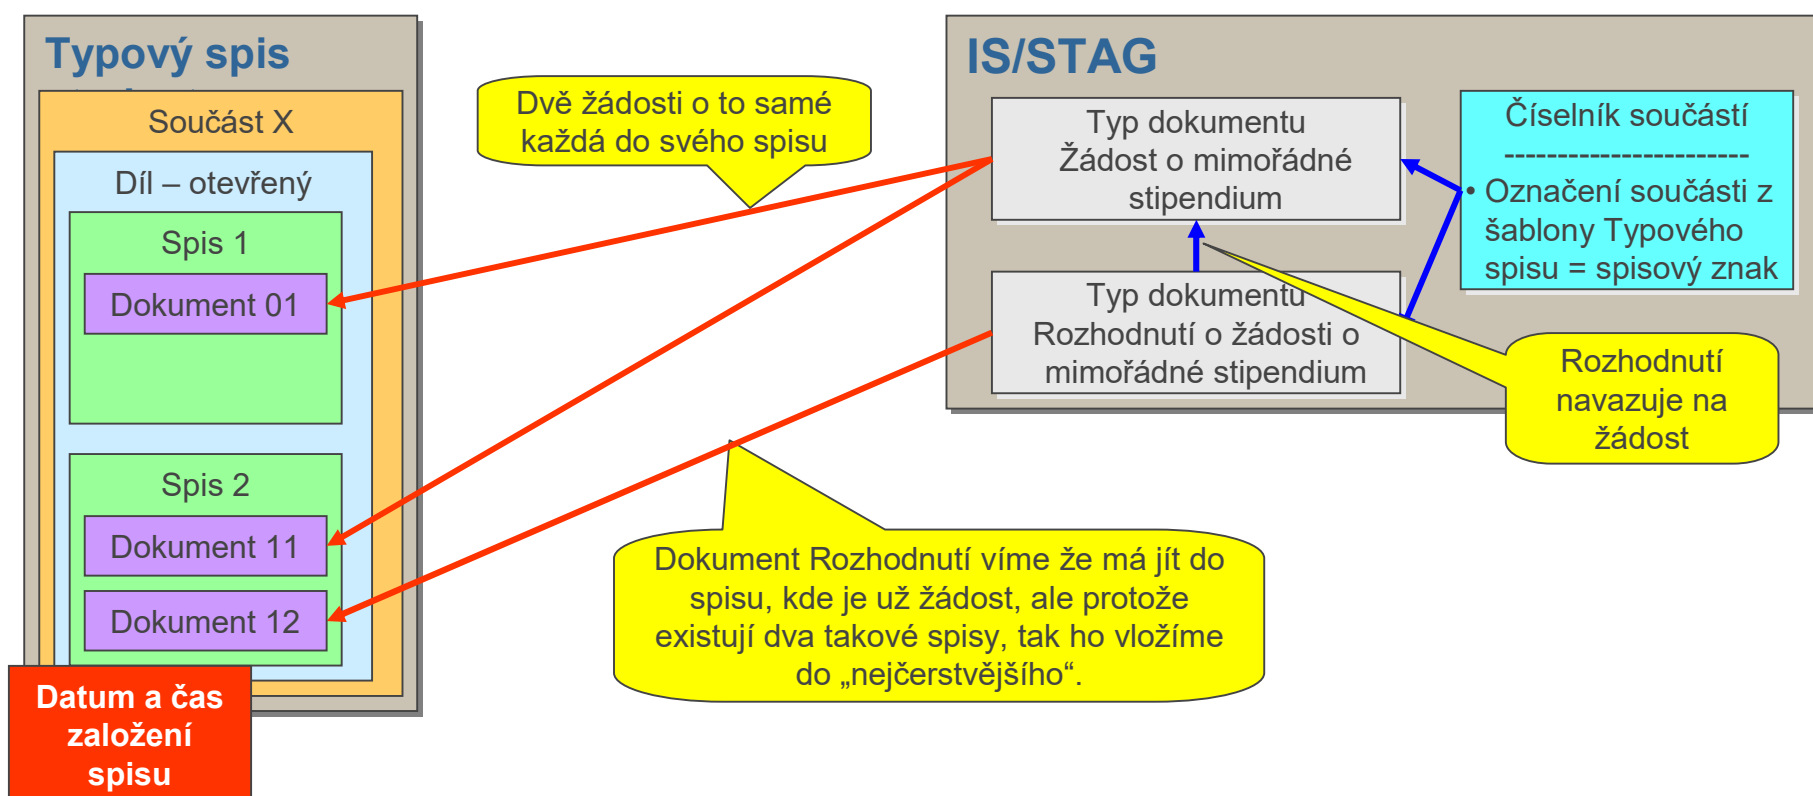 Typový spis
Součást X
Díl – otevřený
Spis 1
Dokument 01
Spis 2
Dokument 11
Dokument 12
Datum a čas
založení
spisu
Dvě žádosti o to samé
každá do svého spisu
IS/STAG
Typ dokumentu
Žádost o mimořádné
stipendium
Typ dokumentu
Rozhodnutí o žádosti o
mimořádné stipendium
Číselník součástí
-----------------------
• Označení součásti z
šablony Typového
spisu = spisový znak
Rozhodnutí
navazuje na
žádost
Dokument Rozhodnutí víme že má jít do
spisu, kde je už žádost, ale protože
existují dva takové spisy, tak ho vložíme
do „nejčerstvějšího“.